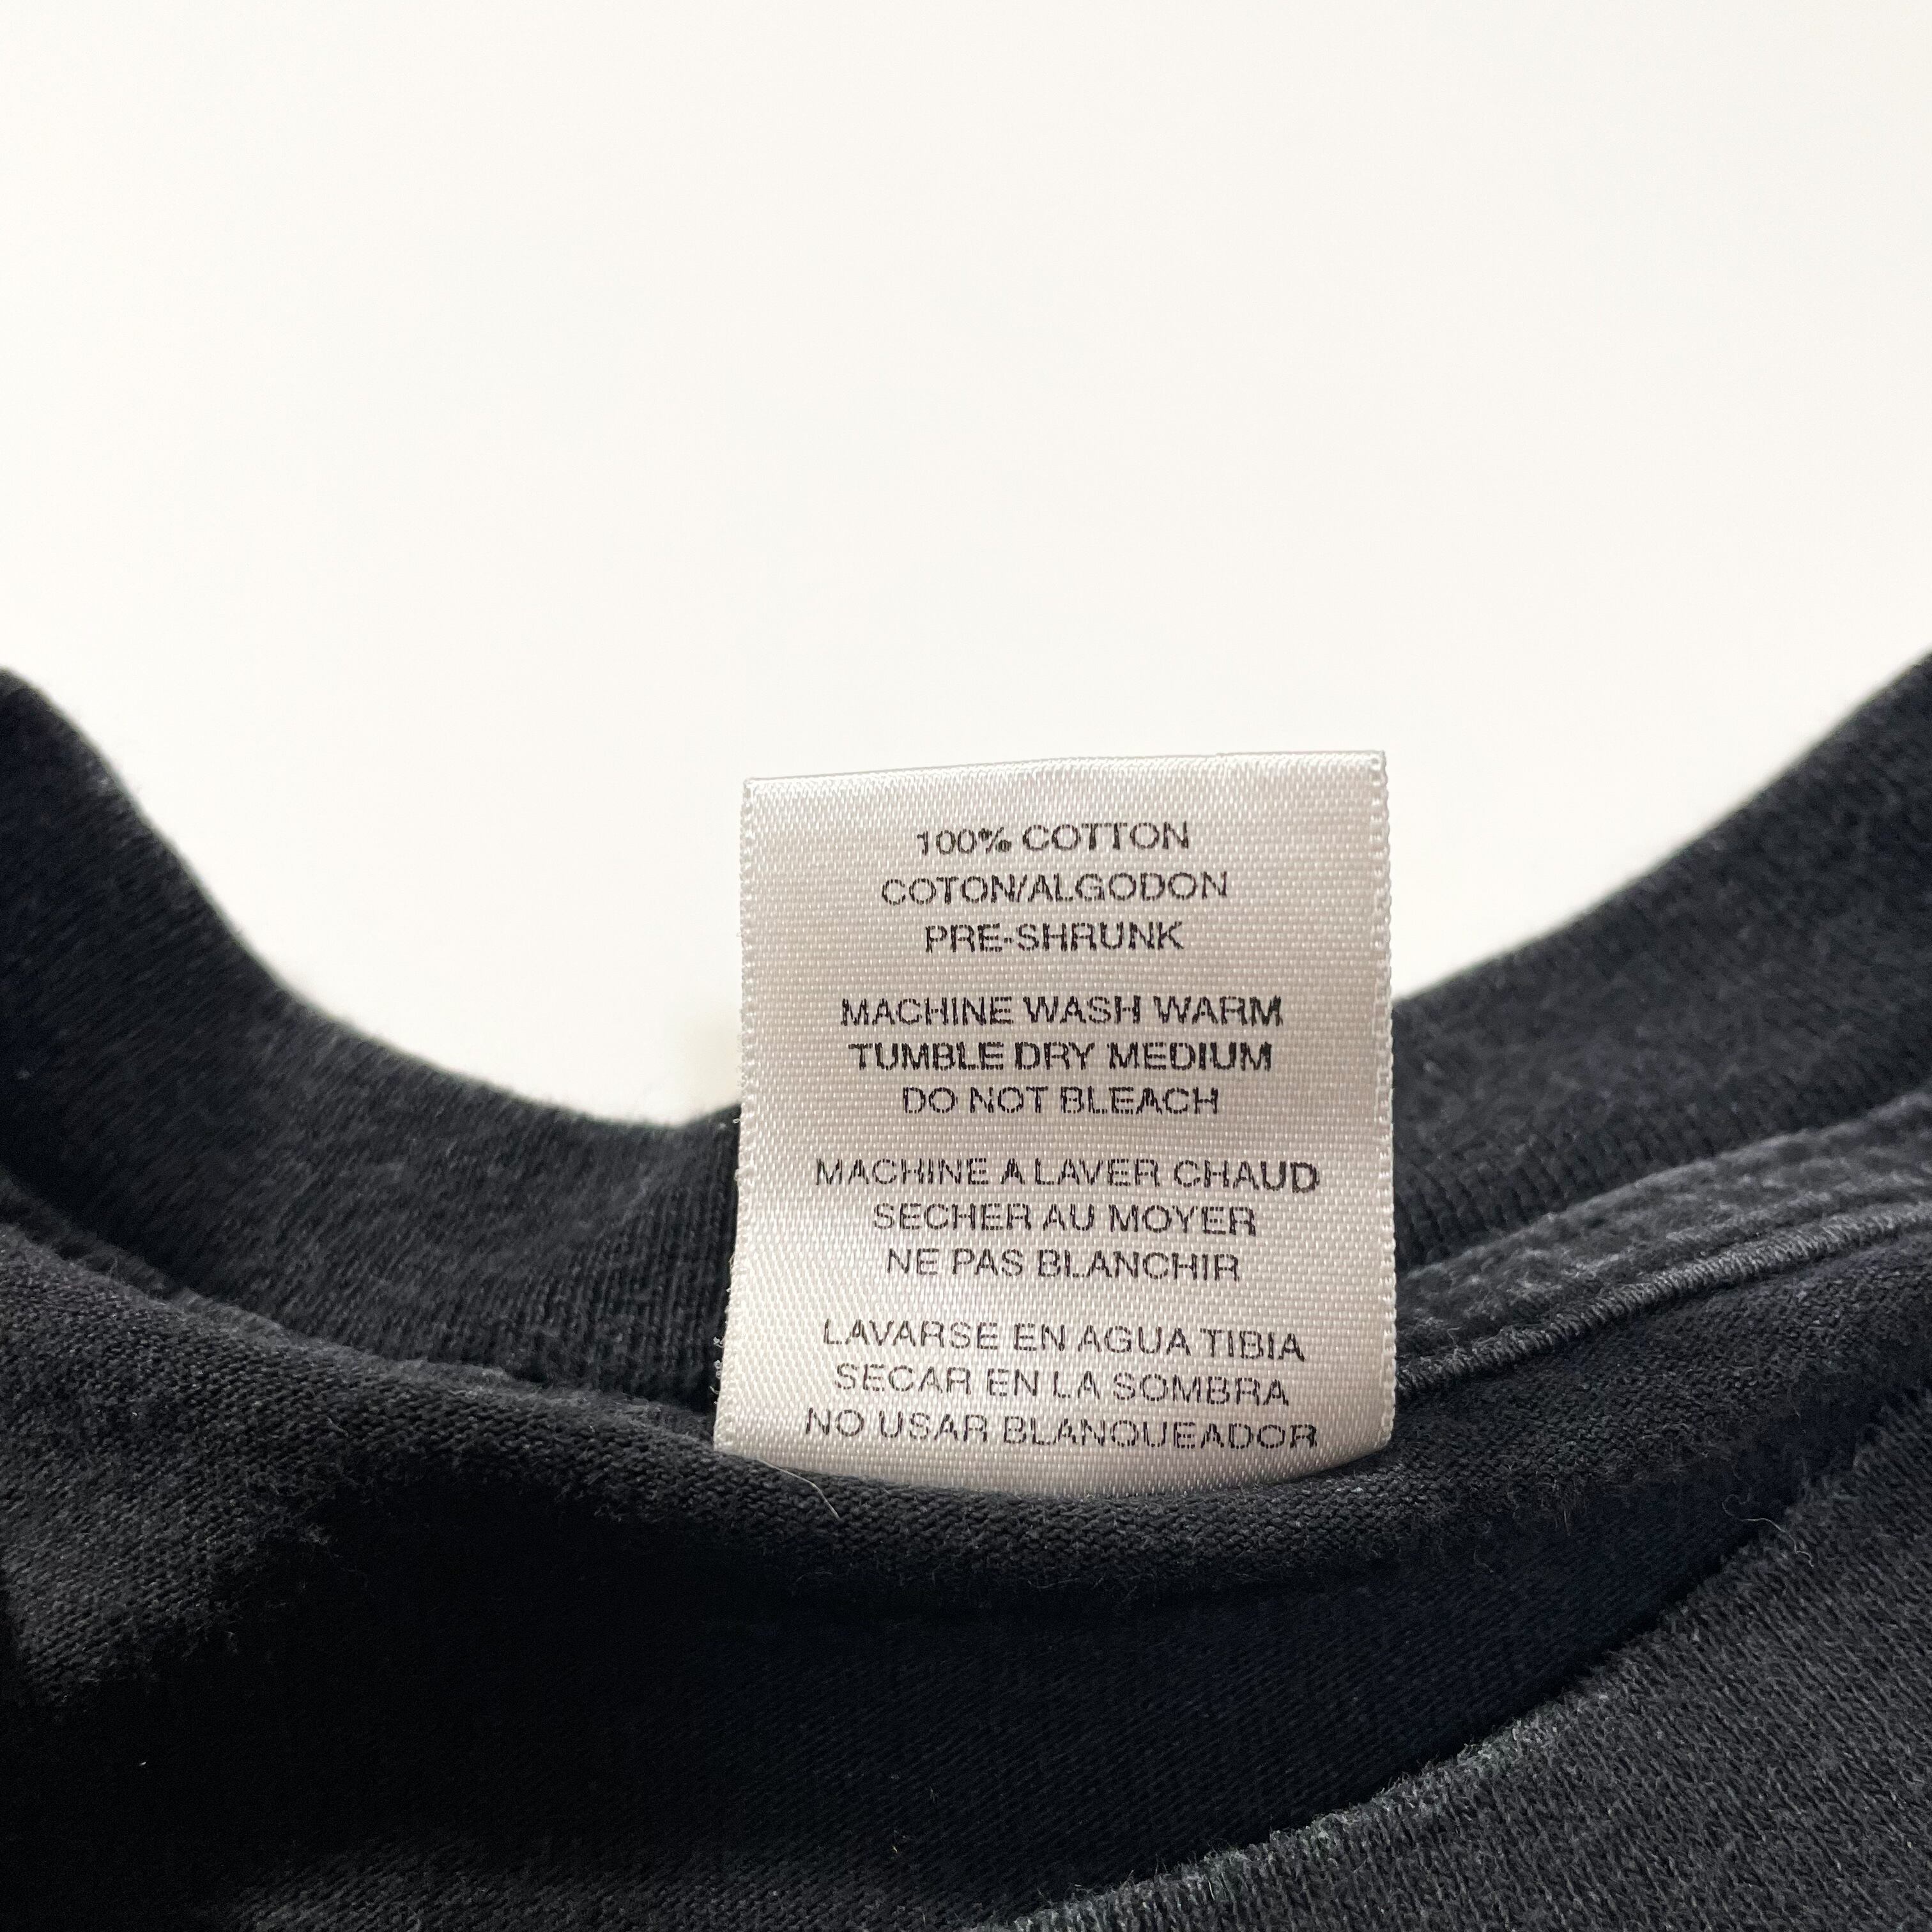 100% COTTON
COTON/ALGODON
PRE-SHRUNK
MACHINE WASH WARM
TUMBLE DRY MEDIUM
DO NOT BLEACH
MACHINE A LAVER CHAUD
SECHER AU MOYER
NE PAS BLANCHIR
LAVARSE EN AGUA TIBIA
SECAR EN LA SOMBRA
NO USAR BLANQUEADOR